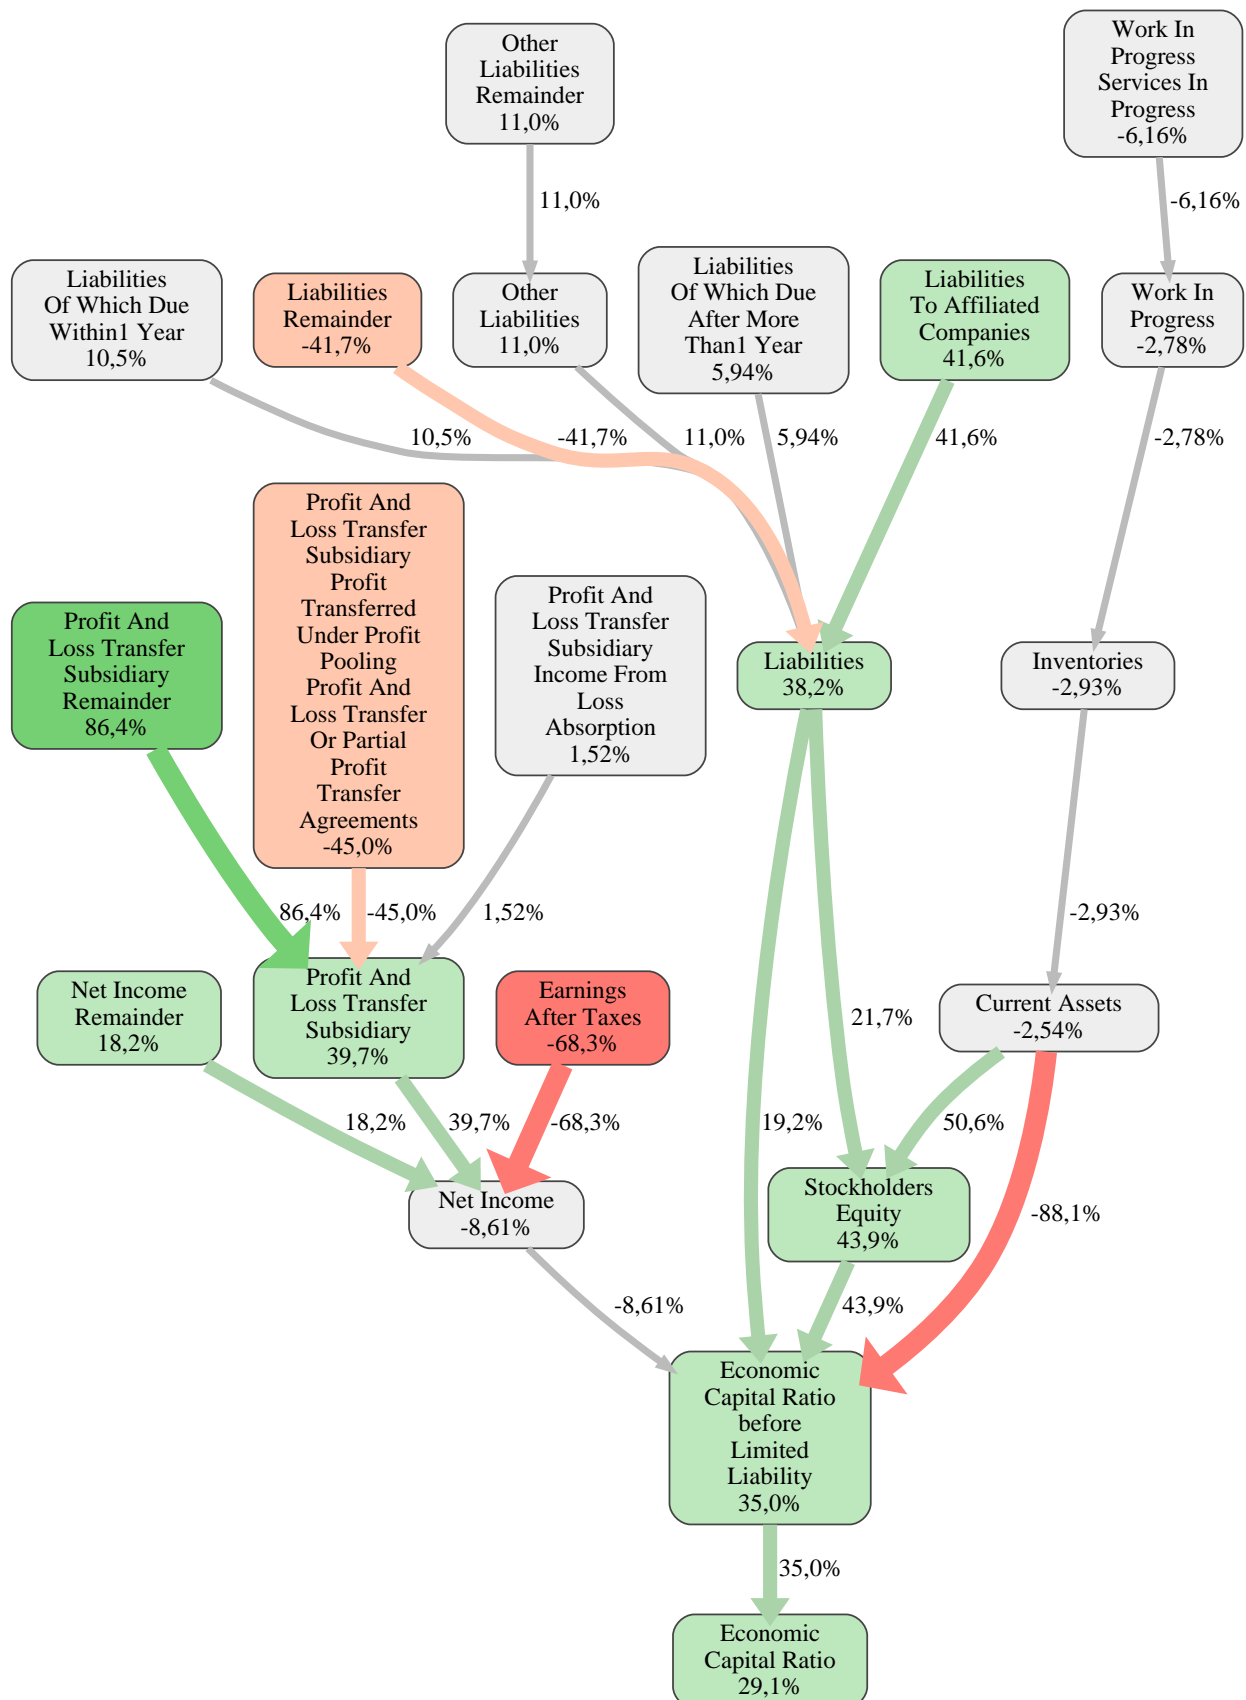 Other
Liabilities
Remainder
11,0%
Work In
Progress
Services In
Progress
-6,16%
11,0%
-6,16%
Liabilities
Of Which Due
Within1 Year
10,5%
Liabilities
Remainder
-41,7%
Other
Liabilities
11,0%
Liabilities
Of Which Due
After More
Than1 Year
5,94%
Liabilities
To Affiliated
Companies
41,6%
Work In
Progress
-2,78%
10,5%
-41,7%
11,0%
5,94%
41,6%
-2,78%
Profit And
Loss Transfer
Subsidiary
Remainder
86,4%
Profit And
Loss Transfer
Subsidiary
Profit
Transferred
Under Profit
Pooling
Profit And
Loss Transfer
Or Partial
Profit
Transfer
Agreements
-45,0%
Profit And
Loss Transfer
Subsidiary
Income From
Loss
Absorption
1,52%
Liabilities
38,2%
Inventories
-2,93%
86,4%
-45,0%
1,52%
-2,93%
Net Income
Remainder
18,2%
Profit And
Loss Transfer
Subsidiary
39,7%
Earnings
After Taxes
-68,3%
21,7%
Current Assets
-2,54%
18,2%
39,7%
-68,3%
19,2%
50,6%
Net Income
-8,61%
Stockholders
Equity
43,9%
-88,1%
-8,61%
43,9%
Economic
Capital Ratio
before
Limited
Liability
35,0%
35,0%
Economic
Capital Ratio
29,1%